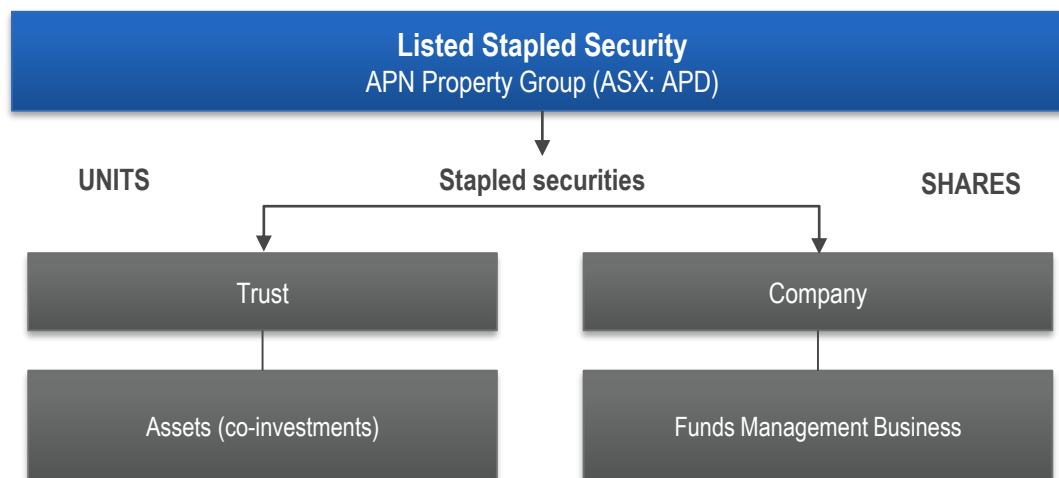 Listed Stapled Security
APN Property Group (ASX: APD)
UNITS
Stapled securities
SHARES
Trust
Company
Assets (co-investments)
Funds Management Business